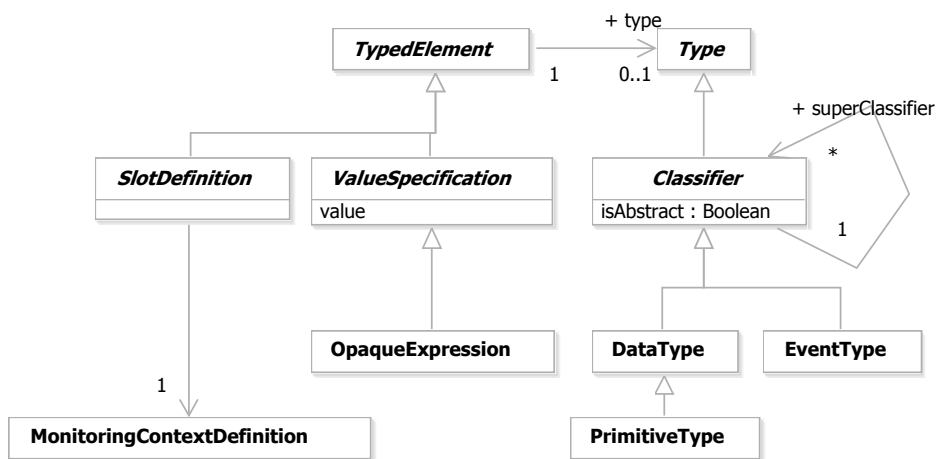 + type
TypedElement
Type
1
0..1
+ superClassifier
*
SlotDefinition
ValueSpecification
Classifier
value
isAbstract : Boolean
1
OpaqueExpression
DataType
EventType
1
MonitoringContextDefinition
PrimitiveType